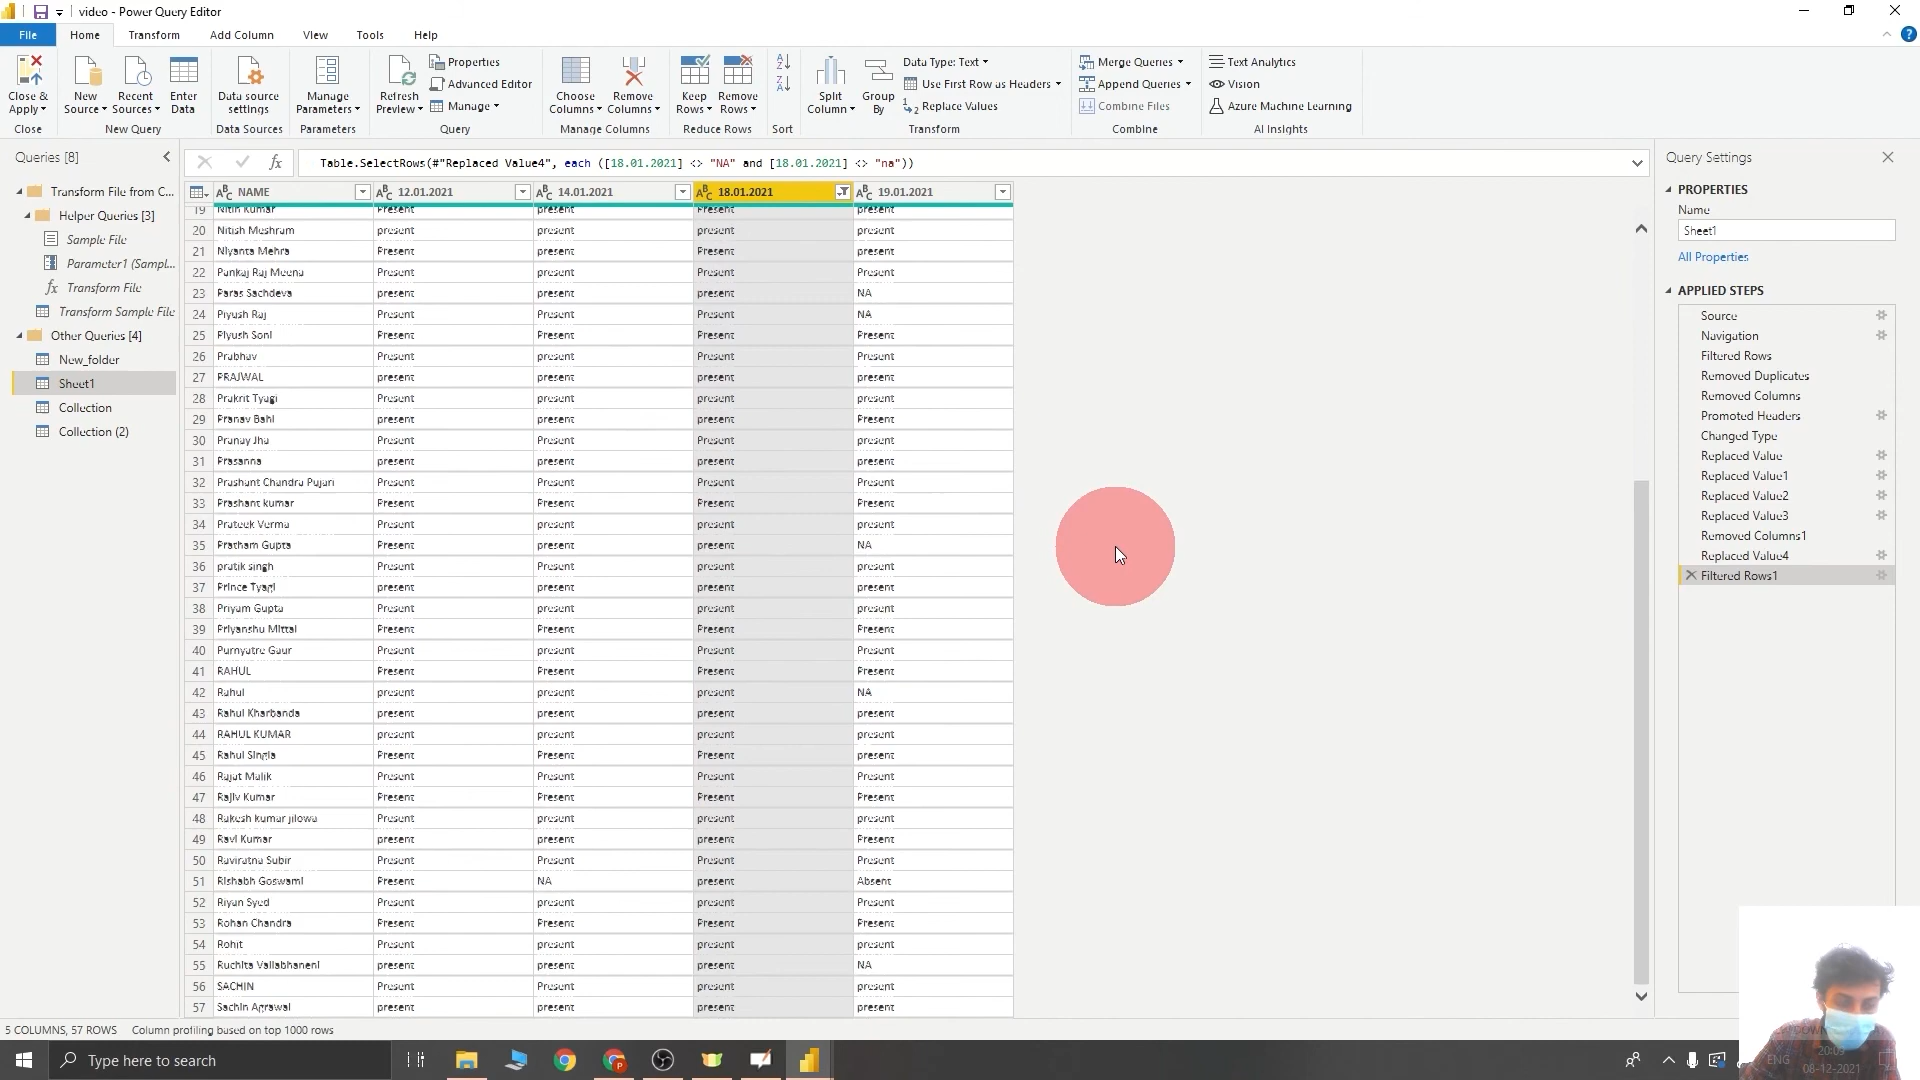 video - Power Query Editor
File Home Transform Add Column View Tools Help
Close & Apply
New Source
Recent Sources
Enter Data
Data source settings
Manage Parameters
Refresh Preview
Properties
Advanced Editor
Manage
Choose Columns
Remove Columns
Keep Rows
Remove Rows
Split Column
Group By
Data Type: Text
Use First Row as Headers
Replace Values
Merge Queries
Append Queries
Combine Files
Text Analytics
Vision
Azure Machine Learning
Close New Query Data Sources Parameters Query Manage Columns Reduce Rows Sort Transform Combine AI Insights
Queries [8]
Transform File from C...
Helper Queries [3]
Sample File
Parameter1 (Sampl...
Transform File
Transform Sample File
Other Queries [4]
New_folder
Sheet1
Collection
Collection (2)
Table.SelectRows(#"Replaced Value4", each ([18.01.2021] <> "NA" and [18.01.2021] <> "na"))
NAME 12.01.2021 14.01.2021 18.01.2021 19.01.2021
19 Nitin Kumar Present present Present present
20 Nitish Meshram present present present present
21 Niyanta Mehra Present present Present present
22 Pankaj Raj Meena Present present Present Present
23 Paras Sachdeva present present present NA
24 Piyush Raj Present present Present NA
25 Piyush Soni Present present Present Present
26 Prabhav Present present Present Present
27 PRAJWAL present present present present
28 Prakrit Tyagi Present Present Present Present
29 Pranav Bahl present present present Present
30 Pranay Jha Present Present Present present
31 Prasanna present present present present
32 Prashant Chandra Pujari present present Present Present
33 Prashant kumar Present present Present Present
34 Prateek Verma Present present present present
35 Pratham Gupta Present present present NA
36 pratik singh Present present present present
37 Prince Tyagi Present present Present present
38 Priyam Gupta Present present present present
39 Priyanshu Mittal Present Present Present Present
40 Purnyatre Gaur Present Present Present Present
41 RAHUL Present Present Present Present
42 Rahul present present present NA
43 Rahul Kharbanda present present present present
44 RAHUL KUMAR Present Present present present
45 Rahul Singla Present Present Present present
46 Rajat Malik Present Present Present Present
47 Rajiv Kumar Present Present Present Present
48 Rakesh kumar jilowa Present present Present Present
49 Ravi Kumar Present present present Present
50 Raviratna Subir Present present Present Present
51 Rishabh Goswami Present NA present Absent
52 Riyan Syed Present present Present Present
53 Rohan Chandra Present Present Present Present
54 Rohit Present present present present
55 Ruchita Vallabhaneni present present present NA
56 SACHIN Present Present present present
57 Sachin Agrawal present present present present
Query Settings
PROPERTIES
Name
Sheet1
All Properties
APPLIED STEPS
Source
Navigation
Filtered Rows
Removed Duplicates
Removed Columns
Promoted Headers
Changed Type
Replaced Value
Replaced Value1
Replaced Value2
Replaced Value3
Removed Columns1
Replaced Value4
Filtered Rows1
5 COLUMNS, 57 ROWS Column profiling based on top 1000 rows
Type here to search
ENG
20:09
08-12-2021